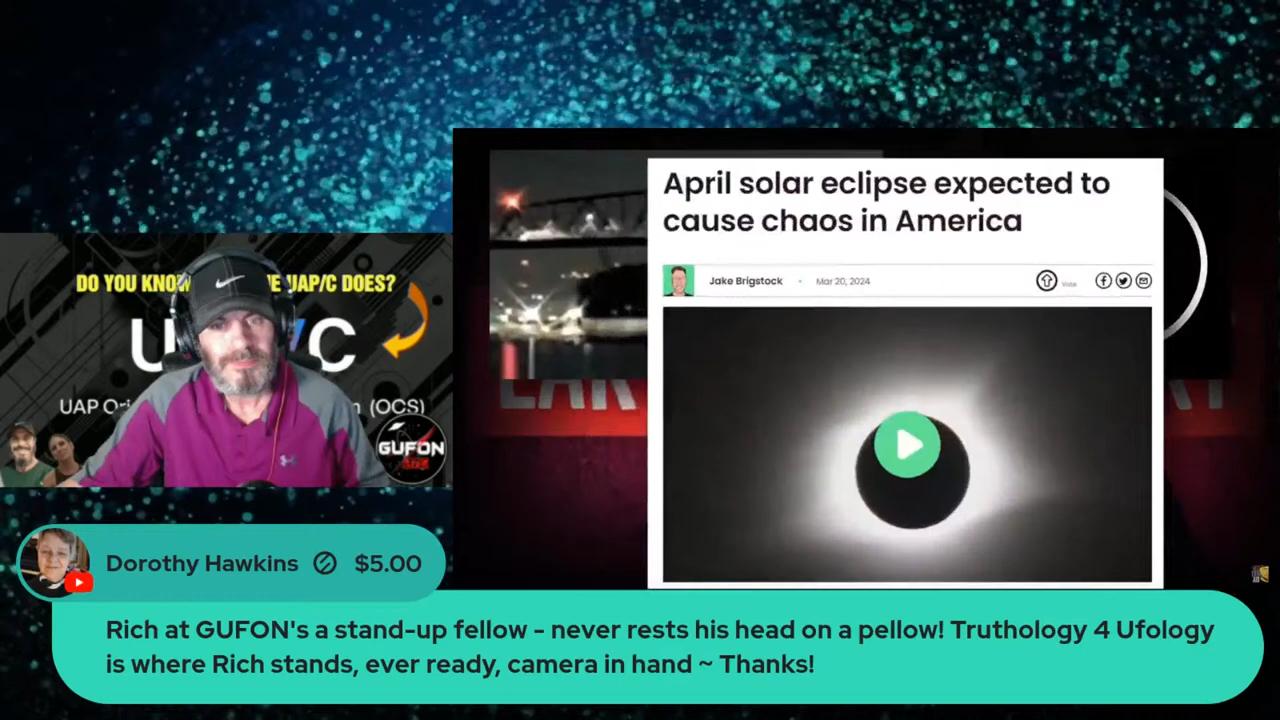 DO YOU KNOW
E UAP/C DOES?
U
/C
UAP Ori
n (OCS)
GUFON
April solar eclipse expected to
cause chaos in America
Jake Brigstock • Mar 20, 2024
Vote
Dorothy Hawkins $5.00
Rich at GUFON's a stand-up fellow - never rests his head on a pellow! Truthology 4 Ufology
is where Rich stands, ever ready, camera in hand ~ Thanks!